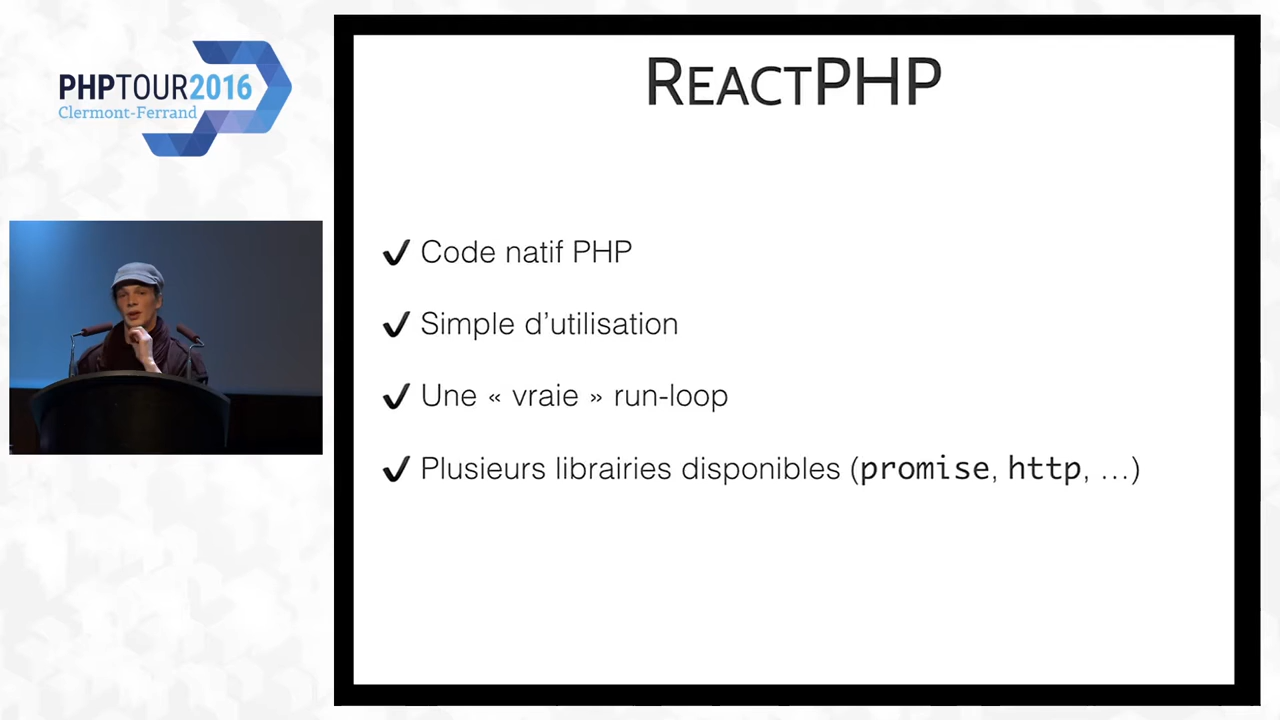 PHPTOUR2016
Clermont-Ferrand
REACTPHP
✔ Code natif PHP
✔ Simple d’utilisation
✔ Une « vraie » run-loop
✔ Plusieurs librairies disponibles (promise, http, …)